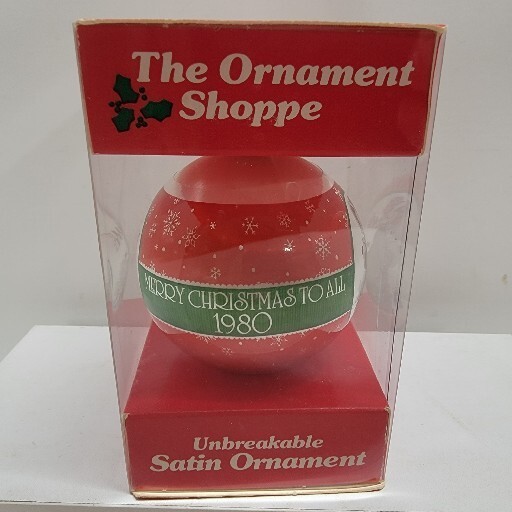 The Ornament
Shoppe
MERRY CHRISTMAS TO ALL
1980
Unbreakable
Satin Ornament